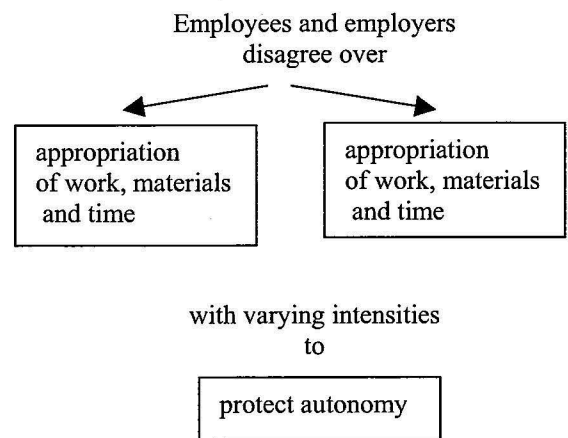 Employees and employers
disagree over
appropriation
of work, materials
and time
appropriation
of work, materials
and time
with varying intensities
to
protect autonomy